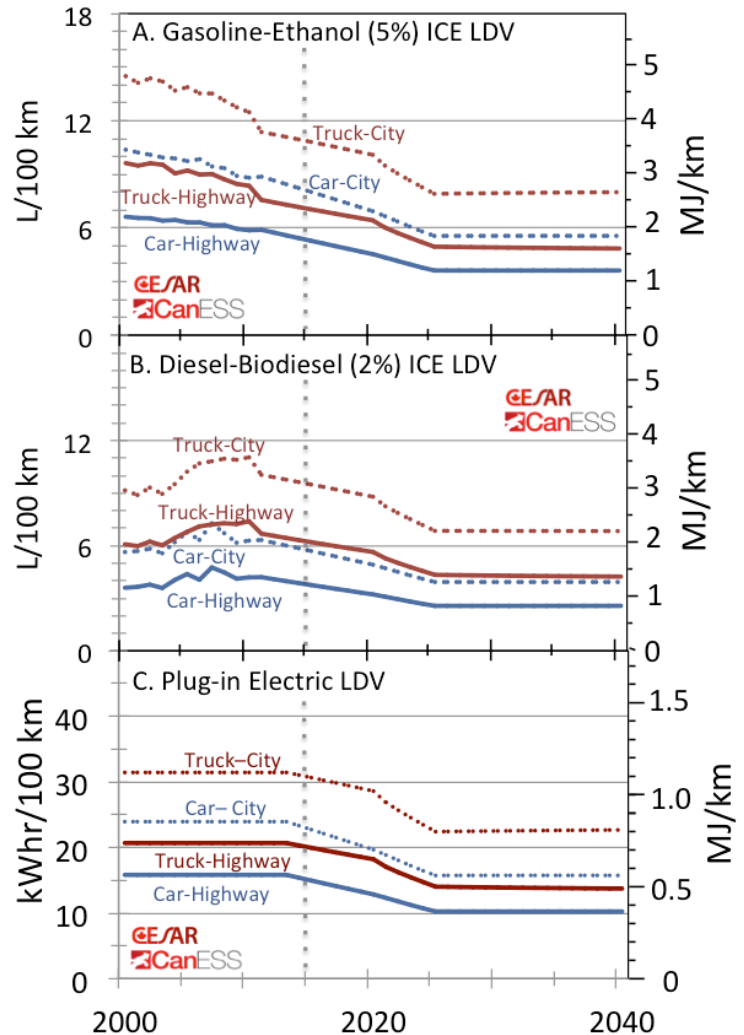 18
A. Gasoline-Ethanol (5%) ICE LDV
5
Truck-City
12
4
L/100 km
Car-City
3
MJ/km
Truck-Highway
6
2
Car-Highway
1
CESAR
CanESS
0
0
B. Diesel-Biodiesel (2%) ICE LDV
5
CESAR
CanESS
12
Truck-City
4
L/100 km
3
MJ/km
Truck-Highway
6
2
Car-City
Car-Highway
1
0
0
C. Plug-in Electric LDV
1.5
40
kWhr/100 km
Truck–City
30
1.0
MJ/km
Car– City
20
Truck-Highway
0.5
Car-Highway
10
CESAR
CanESS
0
0
2000
2020
2040